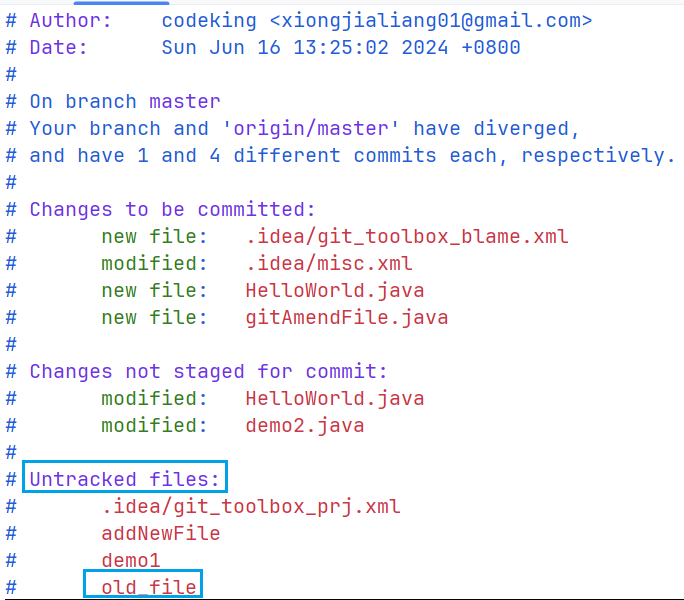 # Author:    codeking <xiongjialiang01@gmail.com>
# Date:      Sun Jun 16 13:25:02 2024 +0800
#
# On branch master
# Your branch and 'origin/master' have diverged,
# and have 1 and 4 different commits each, respectively.
#
# Changes to be committed:
#       new file:   .idea/git_toolbox_blame.xml
#       modified:   .idea/misc.xml
#       new file:   HelloWorld.java
#       new file:   gitAmendFile.java
#
# Changes not staged for commit:
#       modified:   HelloWorld.java
#       modified:   demo2.java
#
# Untracked files:
#       .idea/git_toolbox_prj.xml
#       addNewFile
#       demo1
#       old_file